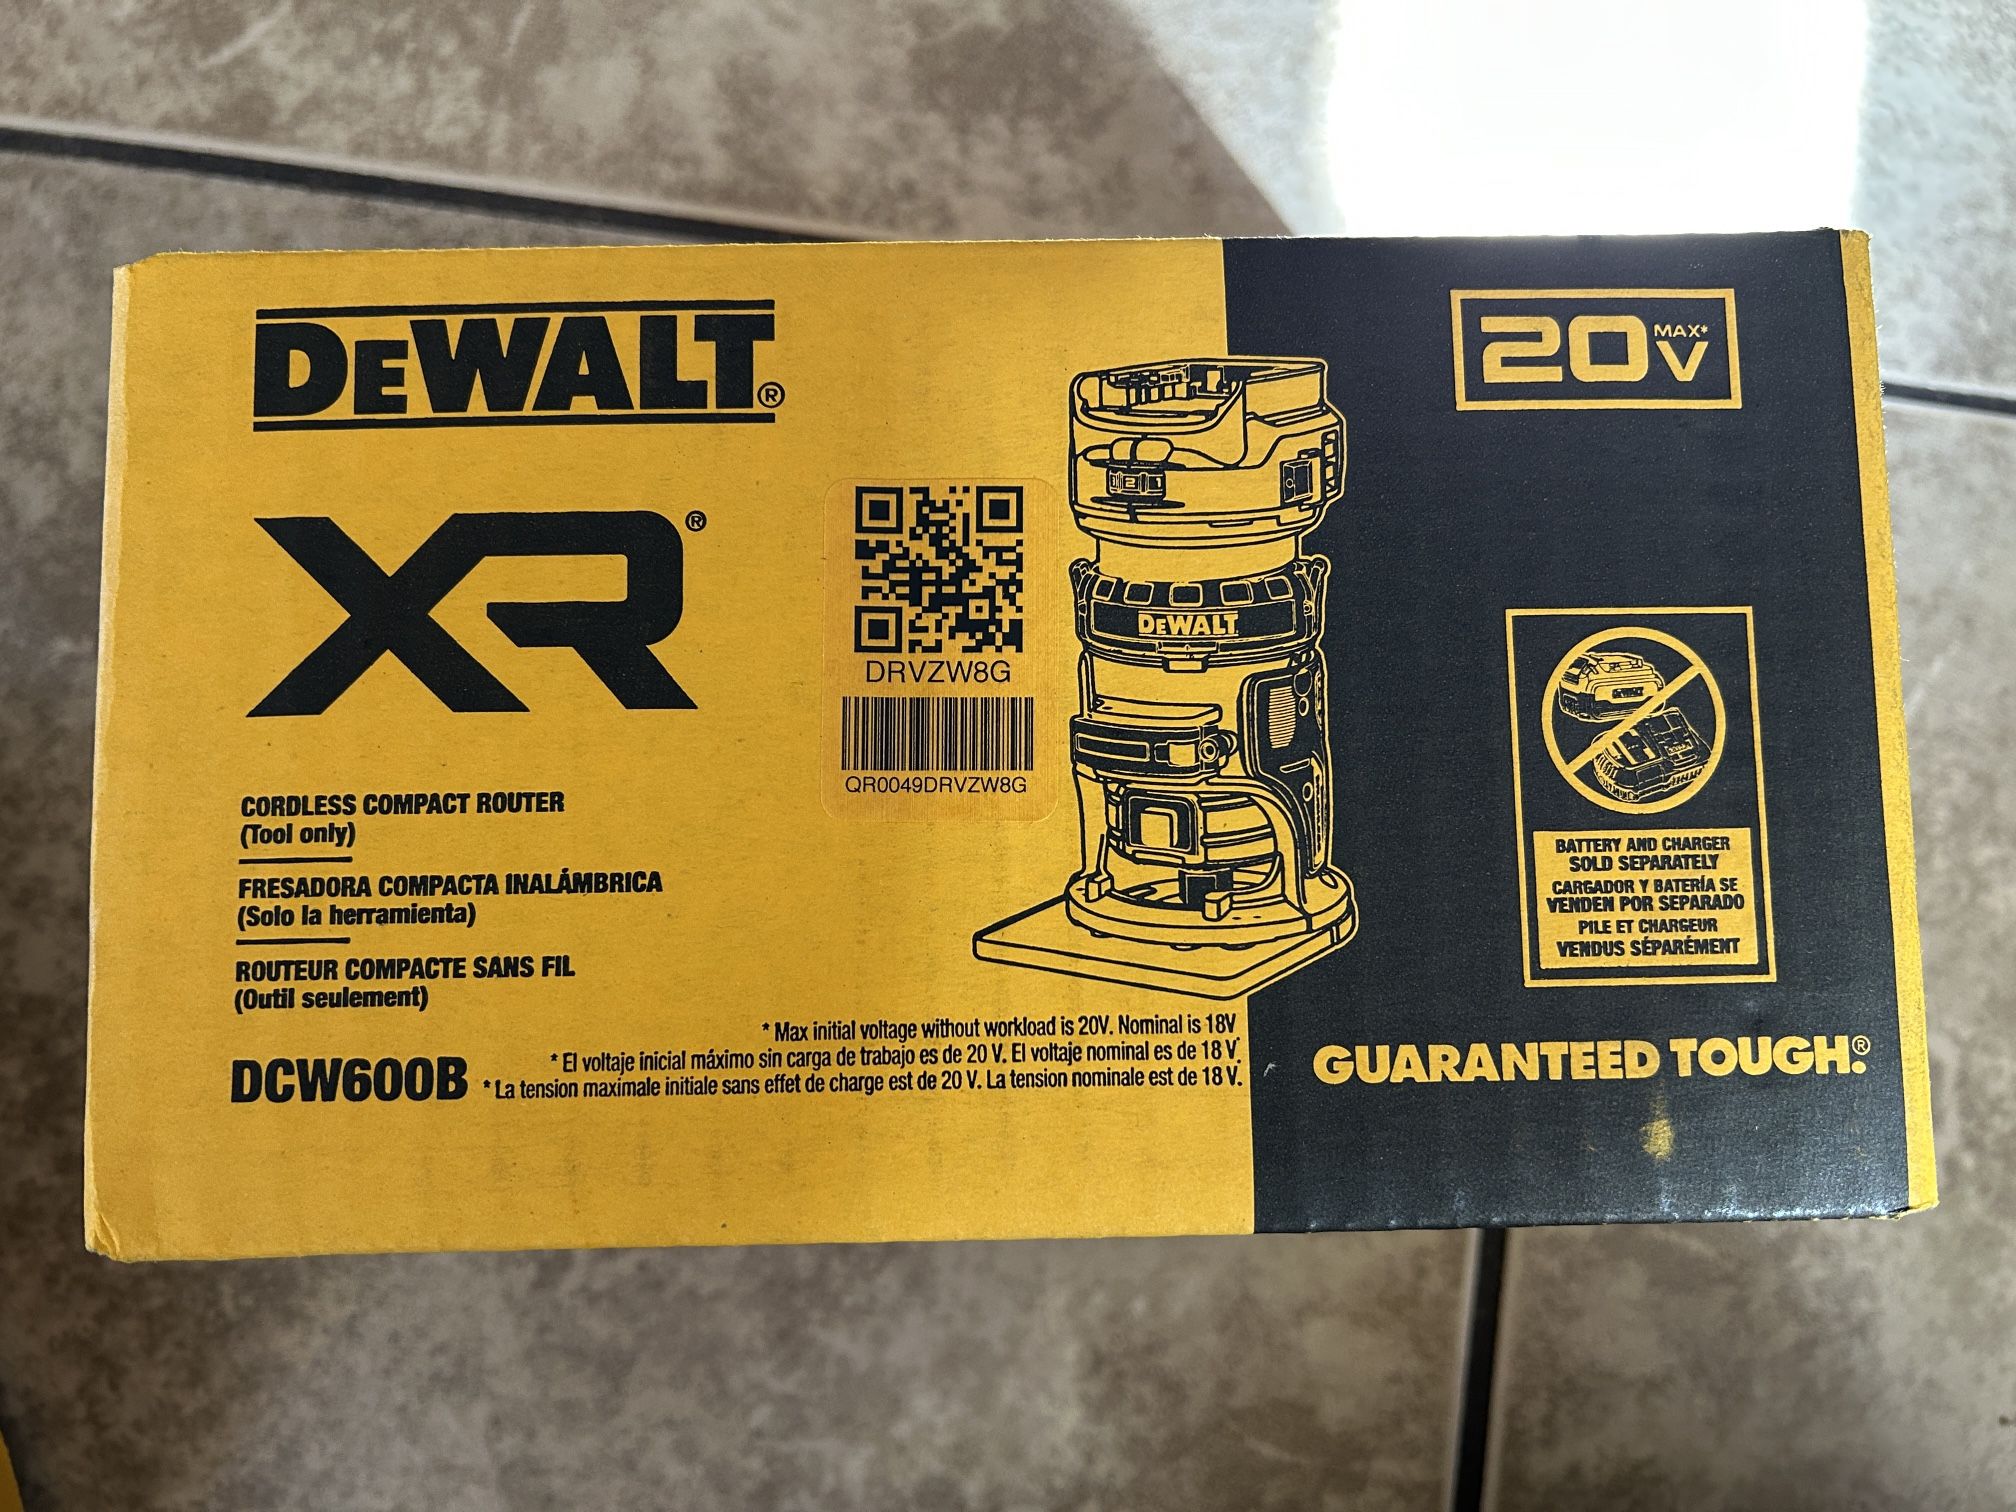 DEWALT®
XR®
CORDLESS COMPACT ROUTER
(Tool only)
FRESADORA COMPACTA INALÁMBRICA
(Solo la herramienta)
ROUTEUR COMPACTE SANS FIL
(Outil seulement)
DCW600B
* Max initial voltage without workload is 20V. Nominal is 18V
* El voltaje inicial máximo sin carga de trabajo es de 20 V. El voltaje nominal es de 18 V.
* La tension maximale initiale sans effet de charge est de 20 V. La tension nominale est de 18 V.
DRVZW8G
QR0049DRVZW8G
DEWALT
20V MAX*
BATTERY AND CHARGER
SOLD SEPARATELY
CARGADOR Y BATERÍA SE
VENDEN POR SEPARADO
PILE ET CHARGEUR
VENDUS SÉPARÉMENT
GUARANTEED TOUGH.®